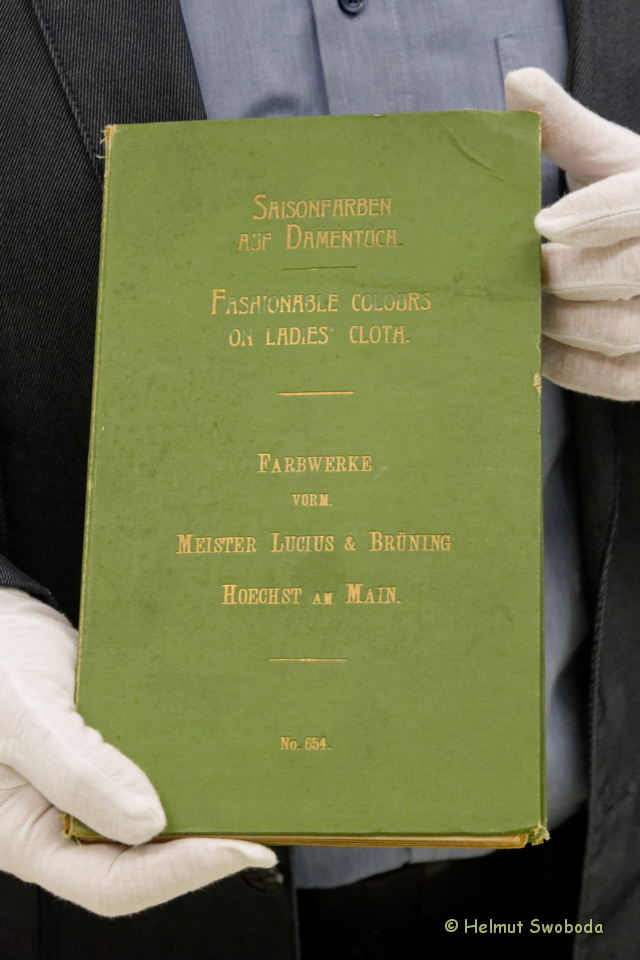 SAISONFARBEN
AUF DAMENTUCH.
FASHIONABLE COLOURS
ON LADIES' CLOTH.
FARBWERKE
VORM.
MEISTER LUCIUS & BRÜNING
HOECHST AM MAIN.
No. 654.
© Helmut Swoboda